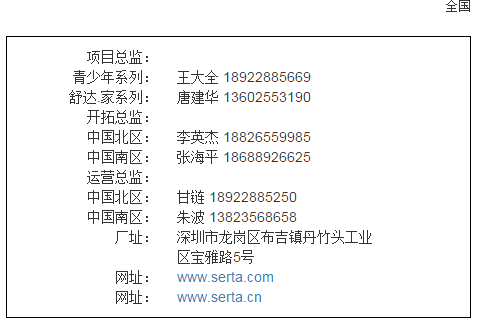 全国
项目总监：
青少年系列： 王大全 18922885669
舒达.家系列： 唐建华 13602553190
开拓总监：
中国北区： 李英杰 18826559985
中国南区： 张海平 18688926625
运营总监：
中国北区： 甘链 18922885250
中国南区： 朱波 13823568658
厂址： 深圳市龙岗区布吉镇丹竹头工业
区宝雅路5号
网址： www.serta.com
网址： www.serta.cn